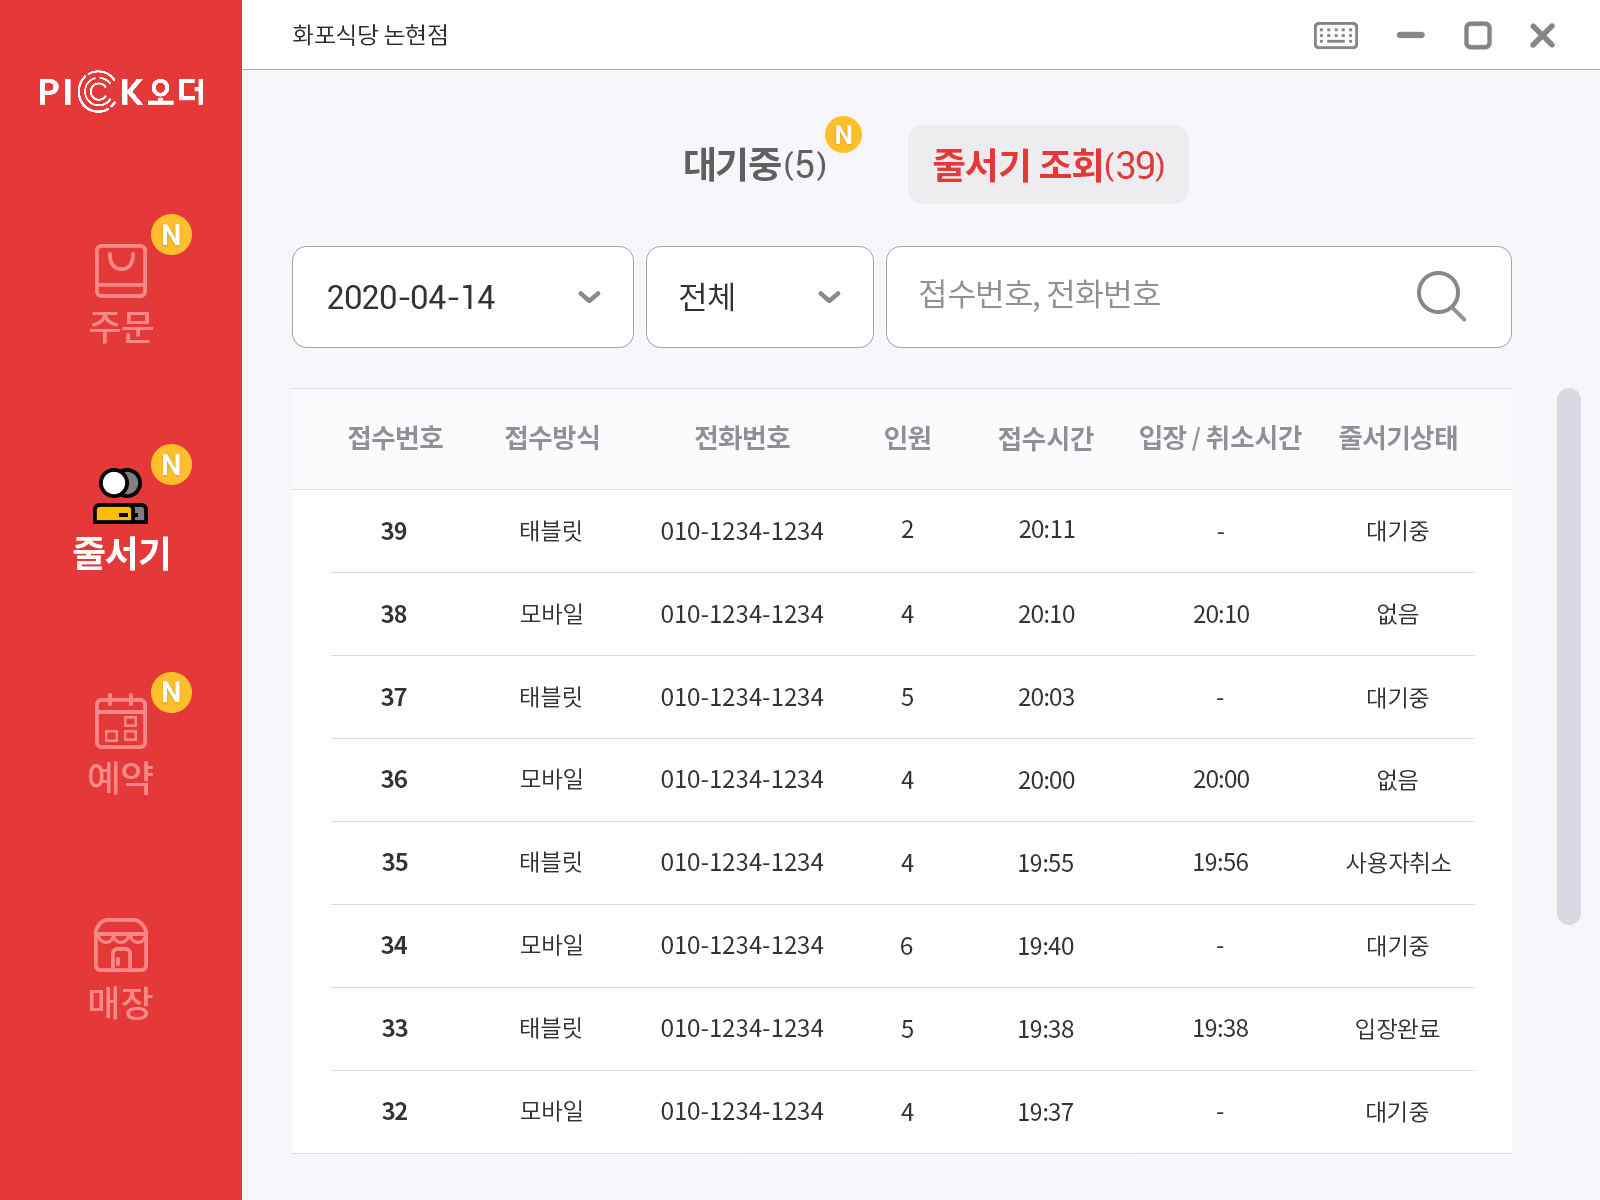 화포식당 논현점
PICK오더
N
주문
N
줄서기
N
예약
매장
대기중(5)
N
줄서기 조회(39)
2020-04-14
전체
접수번호, 전화번호
접수번호 접수방식 전화번호 인원 접수시간 입장 / 취소시간 줄서기상태
39 태블릿 010-1234-1234 2 20:11 - 대기중
38 모바일 010-1234-1234 4 20:10 20:10 없음
37 태블릿 010-1234-1234 5 20:03 - 대기중
36 모바일 010-1234-1234 4 20:00 20:00 없음
35 태블릿 010-1234-1234 4 19:55 19:56 사용자취소
34 모바일 010-1234-1234 6 19:40 - 대기중
33 태블릿 010-1234-1234 5 19:38 19:38 입장완료
32 모바일 010-1234-1234 4 19:37 - 대기중